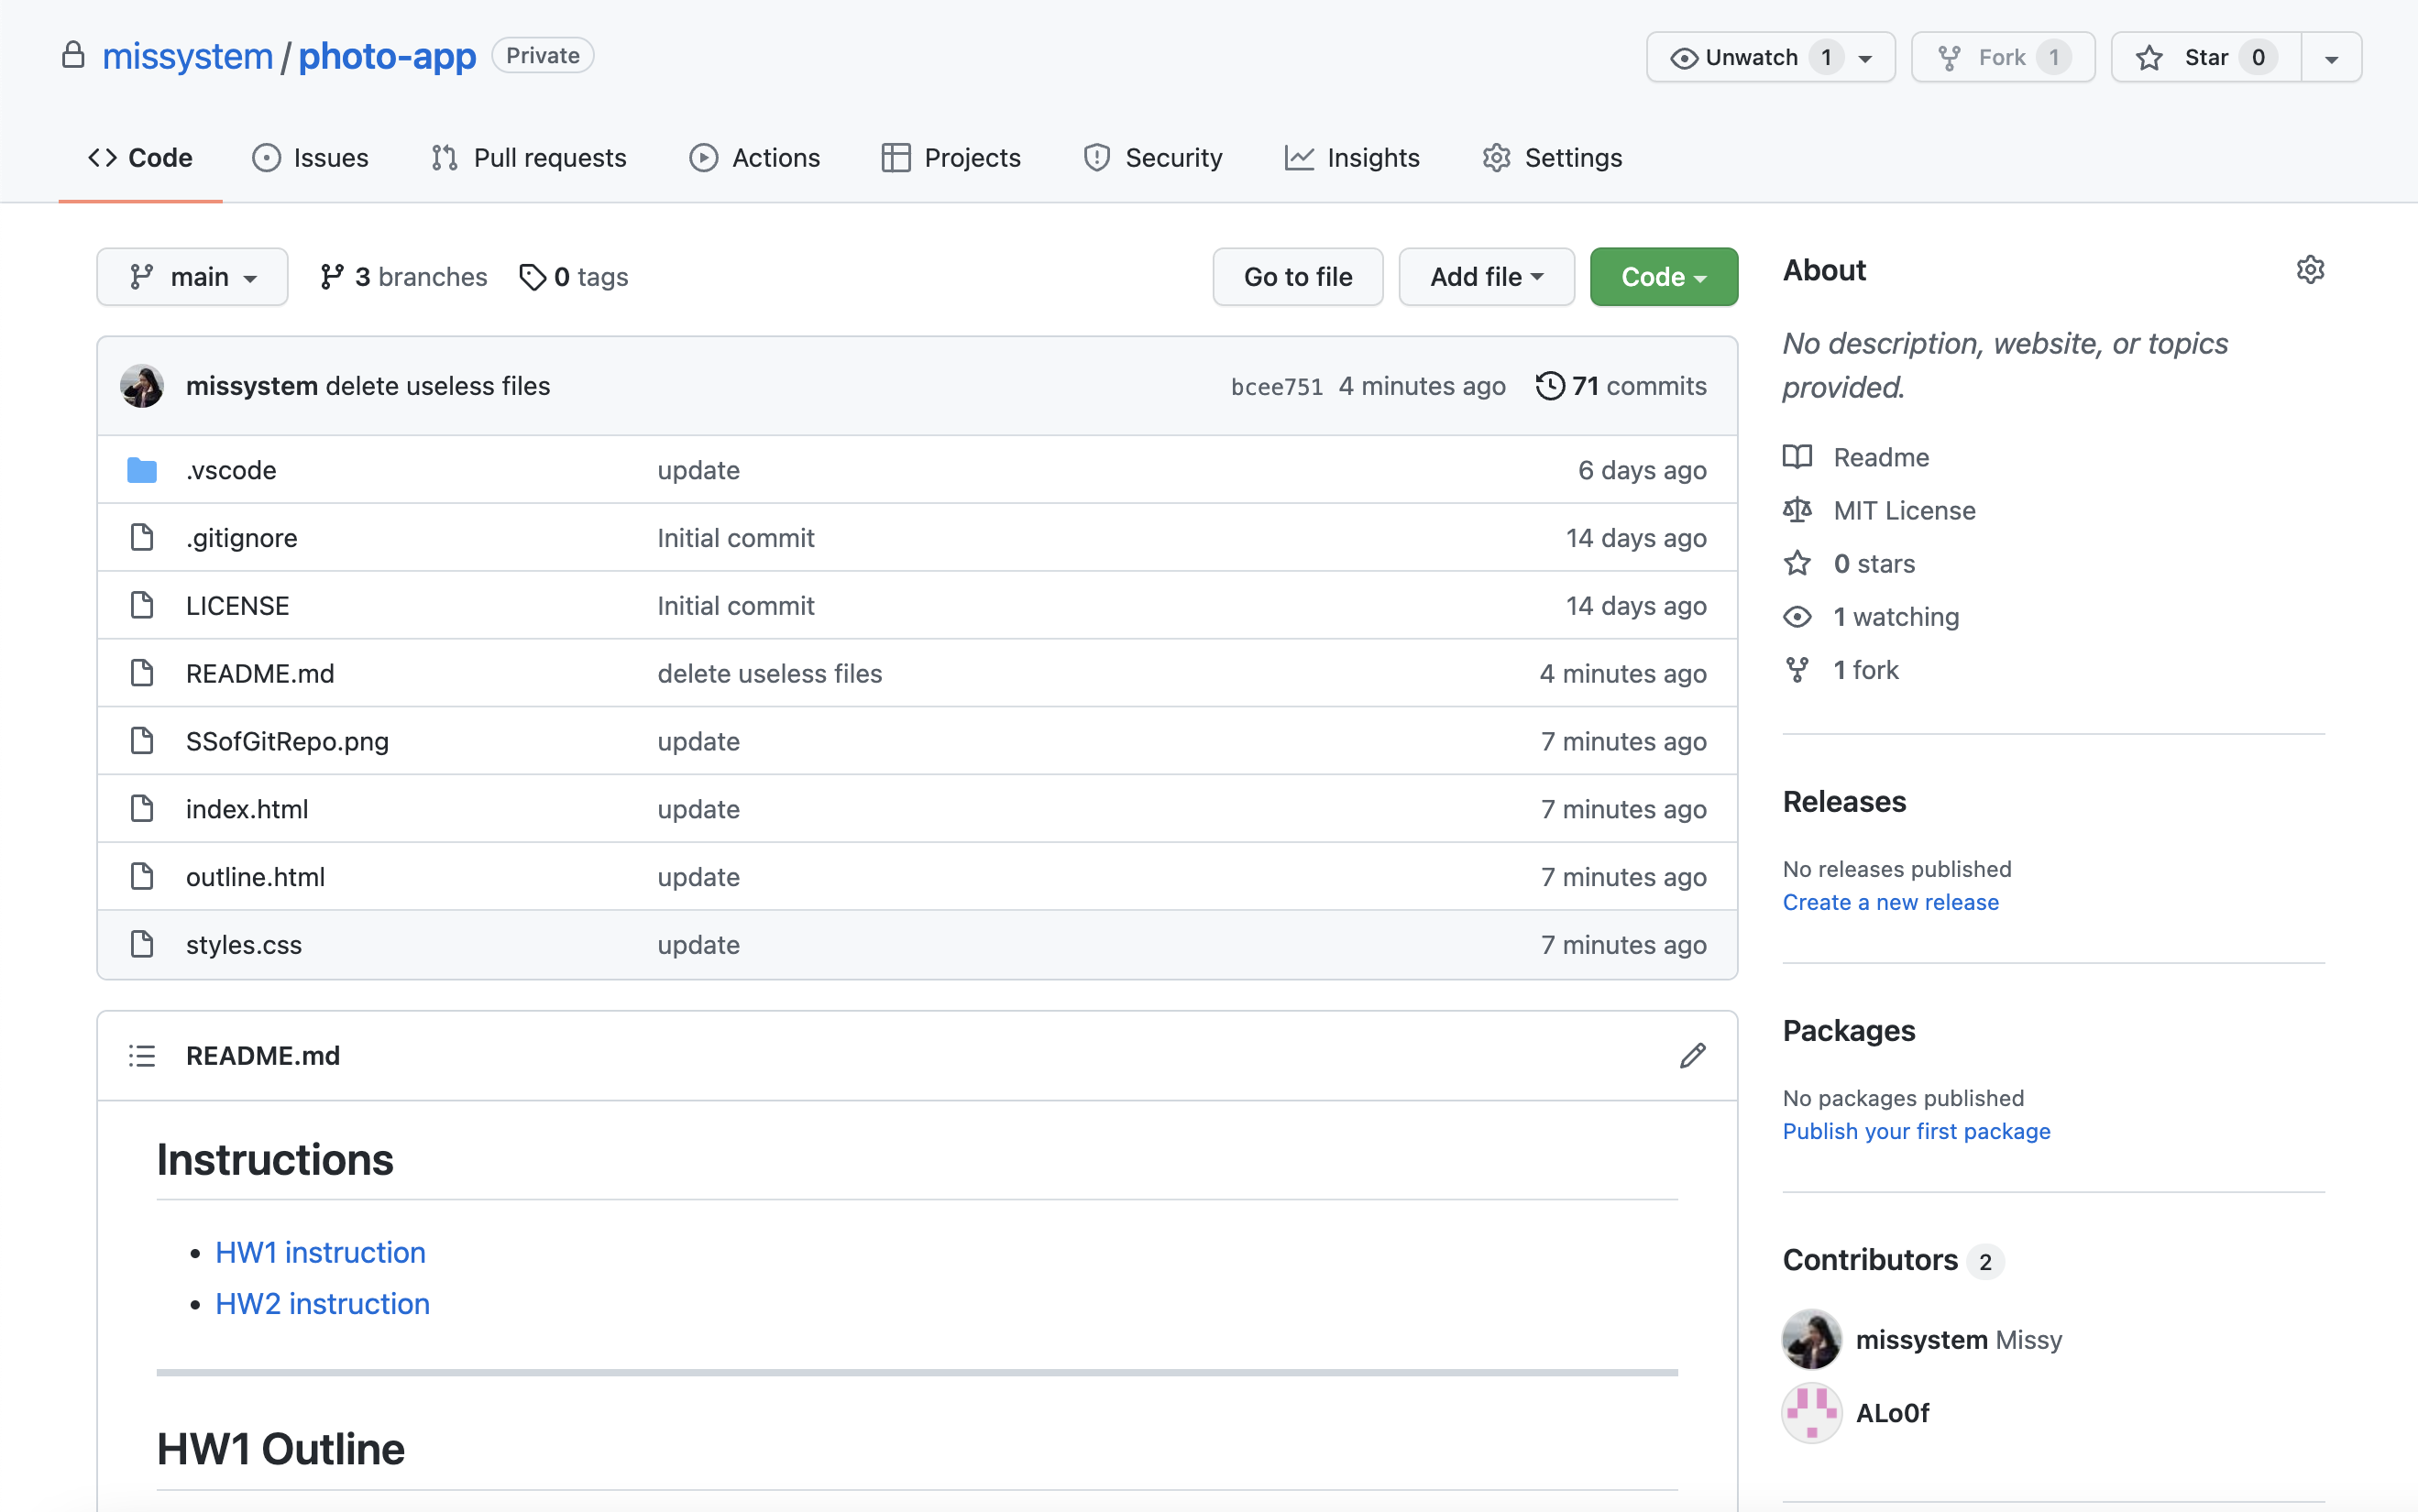 missystem / photo-app Private
Unwatch 1 Fork 1 Star 0
Code Issues Pull requests Actions Projects Security Insights Settings
main 3 branches 0 tags Go to file Add file Code
missystem delete useless files bcee751 4 minutes ago 71 commits
.vscode update 6 days ago
.gitignore Initial commit 14 days ago
LICENSE Initial commit 14 days ago
README.md delete useless files 4 minutes ago
SSofGitRepo.png update 7 minutes ago
index.html update 7 minutes ago
outline.html update 7 minutes ago
styles.css update 7 minutes ago
README.md
Instructions
HW1 instruction
HW2 instruction
HW1 Outline
About
No description, website, or topics
provided.
Readme
MIT License
0 stars
1 watching
1 fork
Releases
No releases published
Create a new release
Packages
No packages published
Publish your first package
Contributors 2
missystem Missy
ALo0f